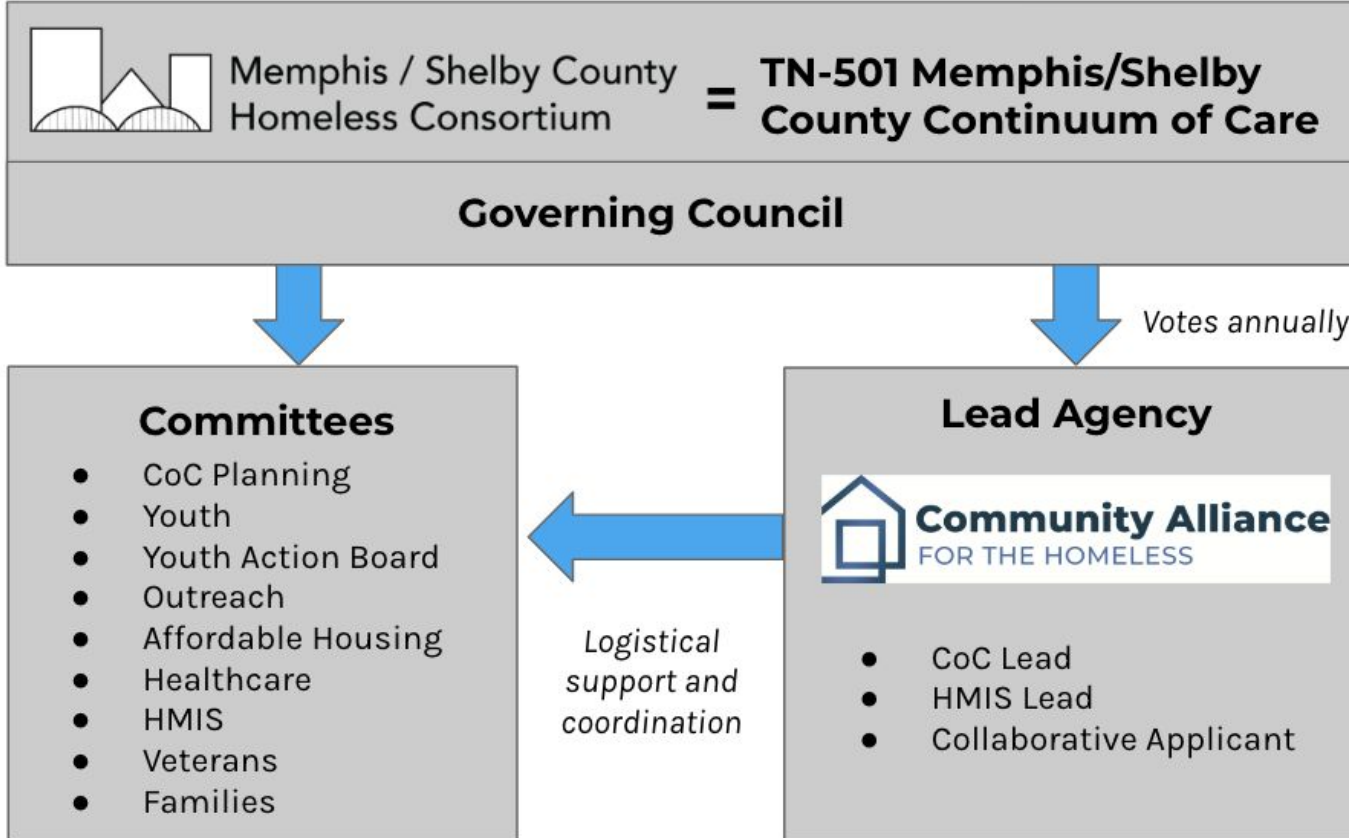 Memphis / Shelby County
Homeless Consortium
=
TN-501 Memphis/Shelby
County Continuum of Care
Governing Council
Votes annually
Committees
● CoC Planning
● Youth
● Youth Action Board
● Outreach
● Affordable Housing
● Healthcare
● HMIS
● Veterans
● Families
Logistical
support and
coordination
Lead Agency
Community Alliance
FOR THE HOMELESS
● CoC Lead
● HMIS Lead
● Collaborative Applicant